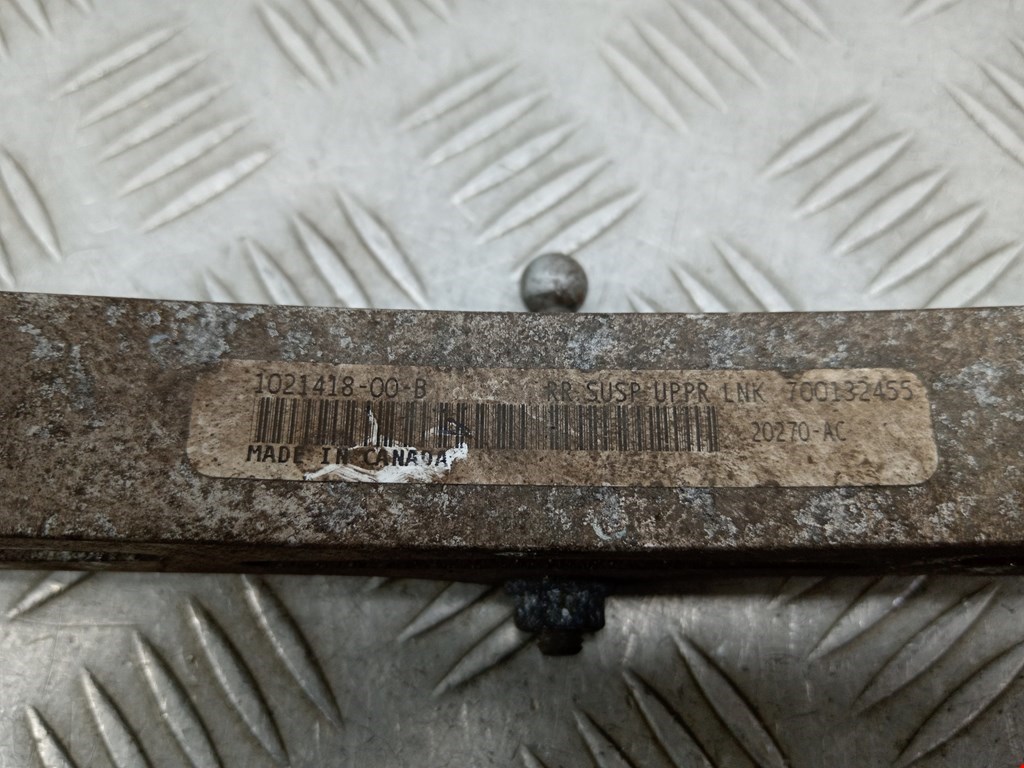 1021418-00-B RR SUSP UPPR LNK 700132455
20270-AC
MADE IN CANADA